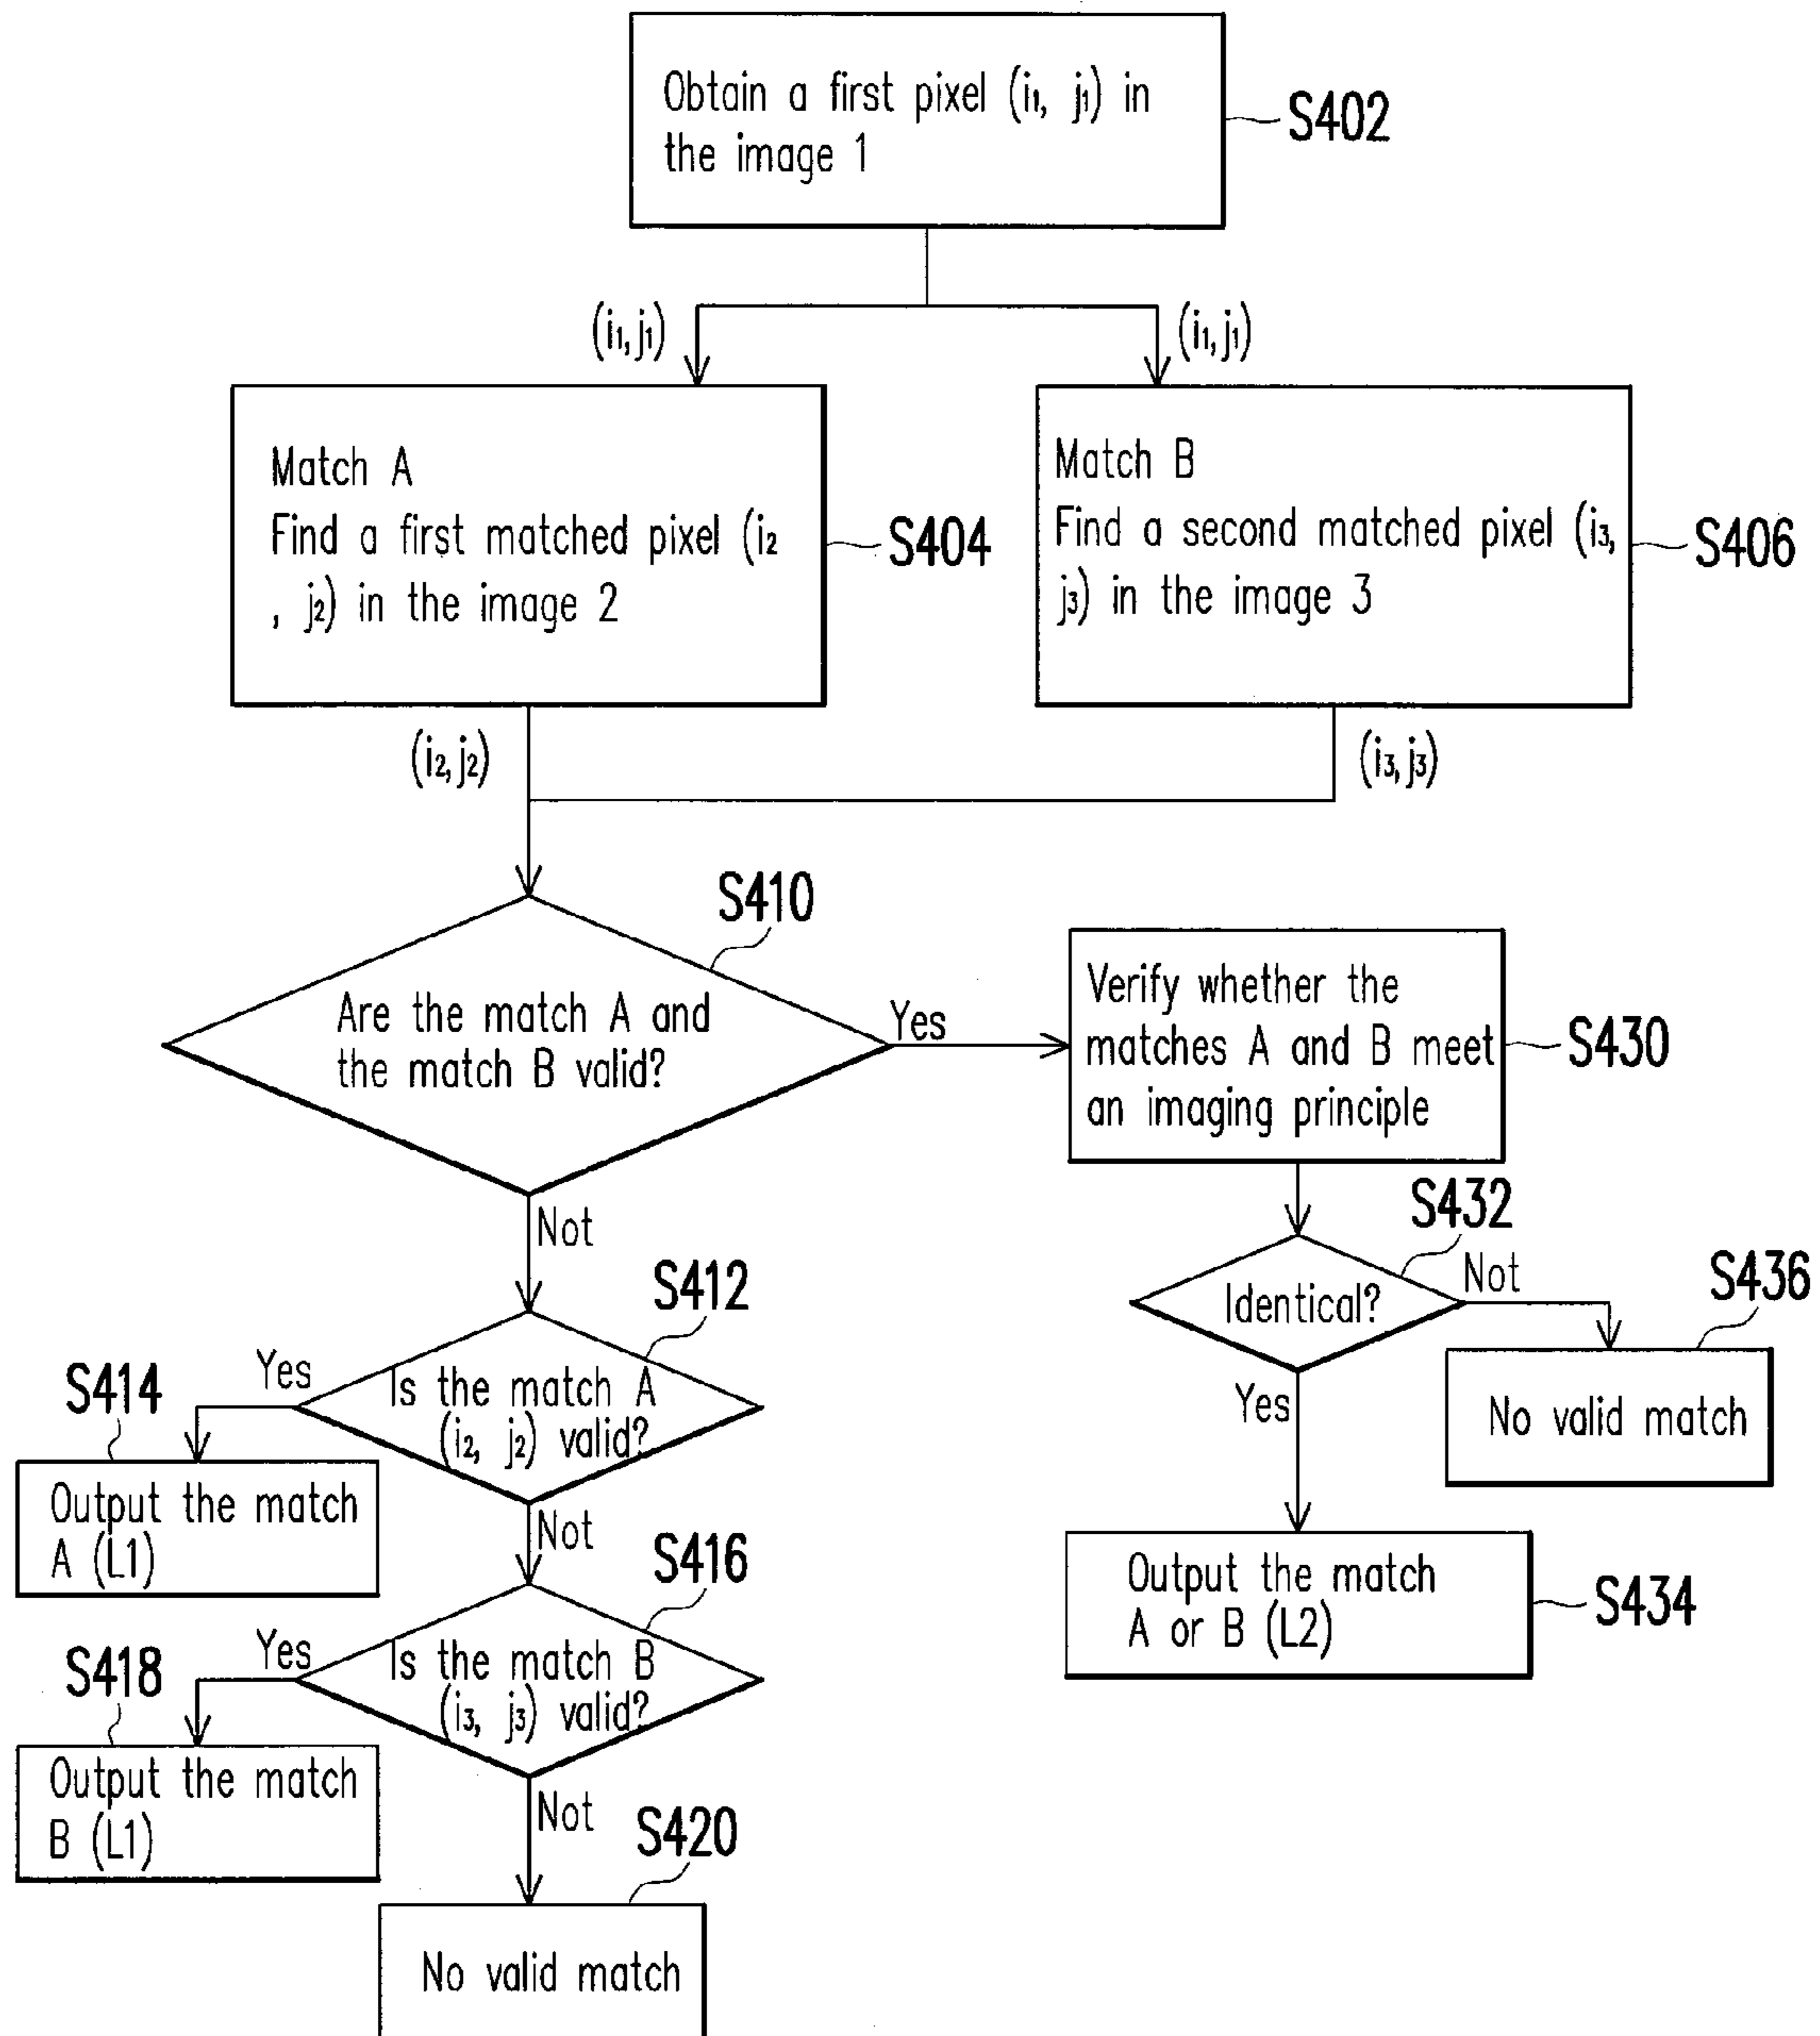 Obtain a first pixel (i1, j1) in
the image 1
S402
(i1,j1)
(i1,j1)
Match A
Find a first matched pixel (i2
, j2) in the image 2
S404
Match B
Find a second matched pixel (i3,
j3) in the image 3
S406
(i2,j2)
(i3,j3)
S410
Are the match A and
the match B valid?
Yes
Verify whether the
matches A and B meet
an imaging principle
S430
Not
S432
Identical?
Not
S436
No valid match
Yes
Output the match
A or B (L2)
S434
S412
Is the match A
(i2, j2) valid?
Yes
S414
Output the match
A (L1)
Not
S416
Is the match B
(i3, j3) valid?
Yes
S418
Output the match
B (L1)
Not
S420
No valid match